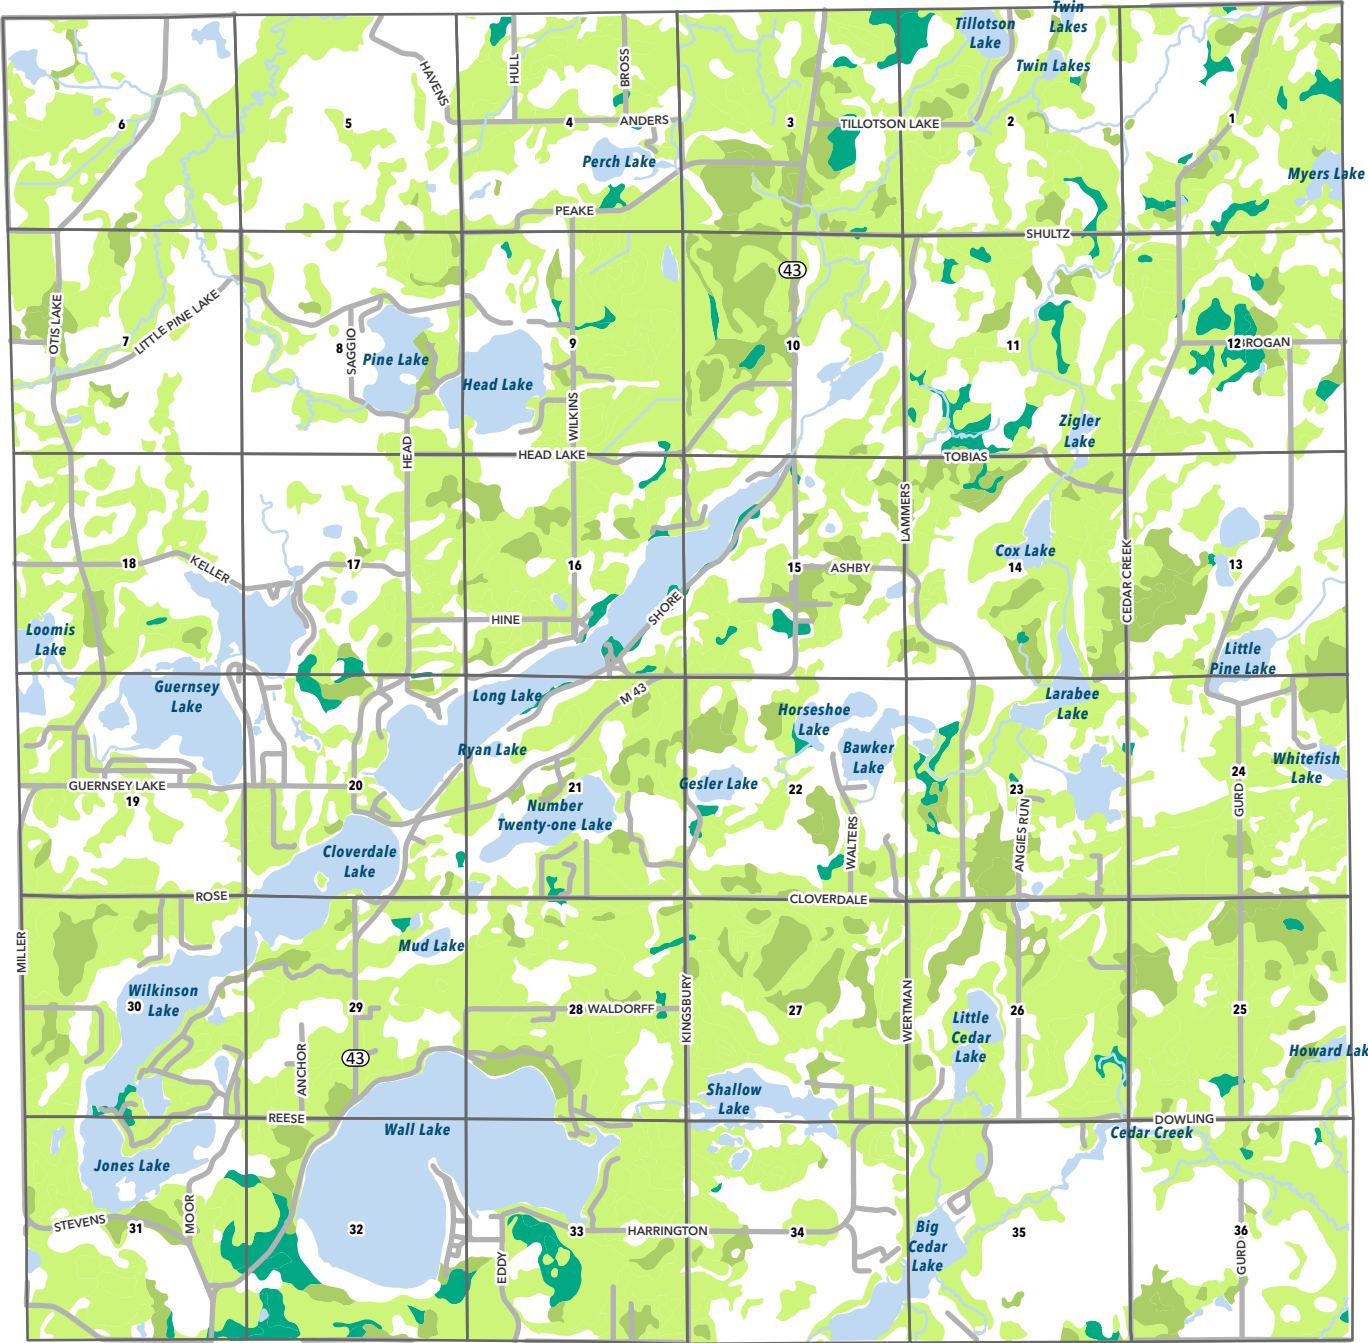 Twin
Lakes
Tillotson
Lake
Twin Lakes
HAVENS
HULL
BROSS
6
5
4
ANDERS
3
TILLOTSON LAKE
2
1
Perch Lake
Myers Lake
PEAKE
SHULTZ
43
OTIS LAKE
LITTLE PINE LAKE
7
8
SAGGIO
Pine Lake
Head Lake
9
10
11
12
ROGAN
WILKINS
Zigler
Lake
HEAD
HEAD LAKE
TOBIAS
LAMMERS
Cox Lake
CEDAR CREEK
18
KELLER
17
16
15
ASHBY
14
13
SHORE
HINE
Loomis
Lake
Little
Pine Lake
Guernsey
Lake
Long Lake
M 43
Larabee
Lake
Horseshoe
Lake
Ryan Lake
Bawker
Lake
Whitefish
Lake
GUERNSEY LAKE
19
20
21
Gesler Lake
22
23
24
Number
Twenty-one Lake
GURD
WALTERS
ANGIES RUN
Cloverdale
Lake
ROSE
CLOVERDALE
MILLER
Mud Lake
Wilkinson
Lake
30
29
28
WALDORFF
KINGSBURY
27
WERTMAN
26
25
Little
Cedar
Lake
43
ANCHOR
Howard Lak
Shallow
Lake
REESE
DOWLING
Wall Lake
Cedar Creek
Jones Lake
STEVENS
31
MOOR
32
33
HARRINGTON
34
35
36
Big
Cedar
Lake
EDDY
GURD